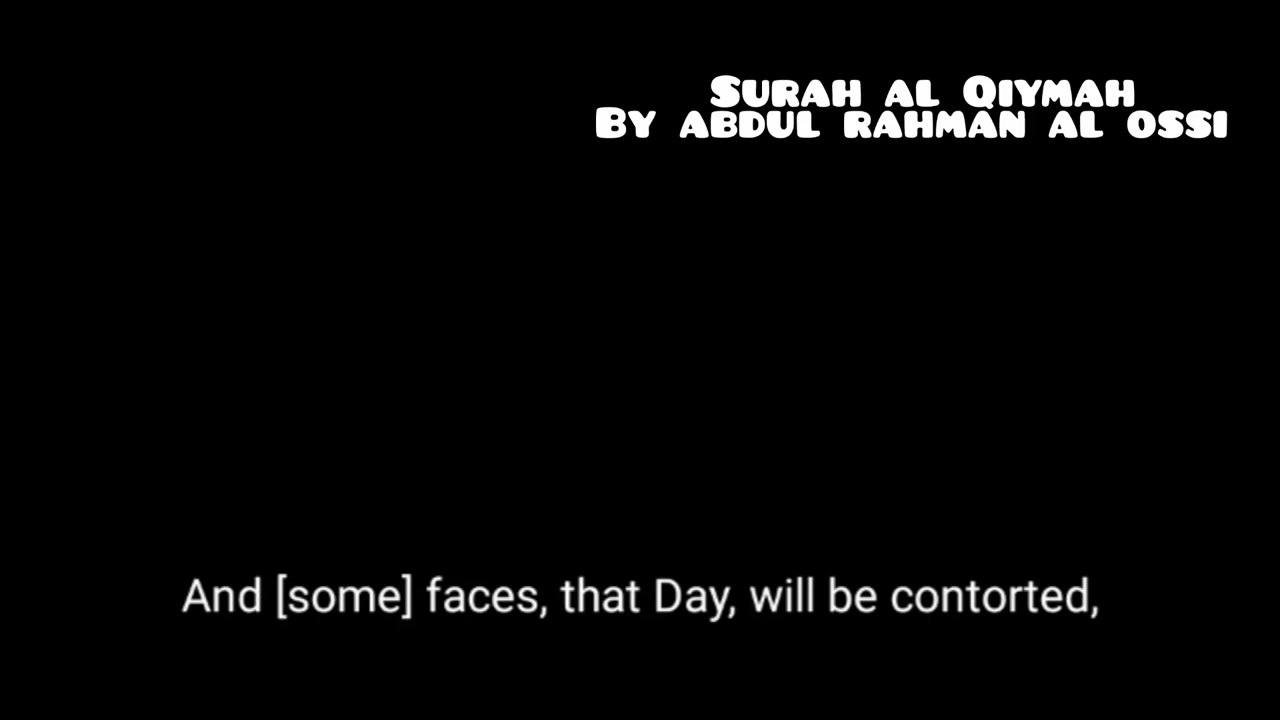 Surah al Qiymah
By abdul rahman al ossi
And [some] faces, that Day, will be contorted,